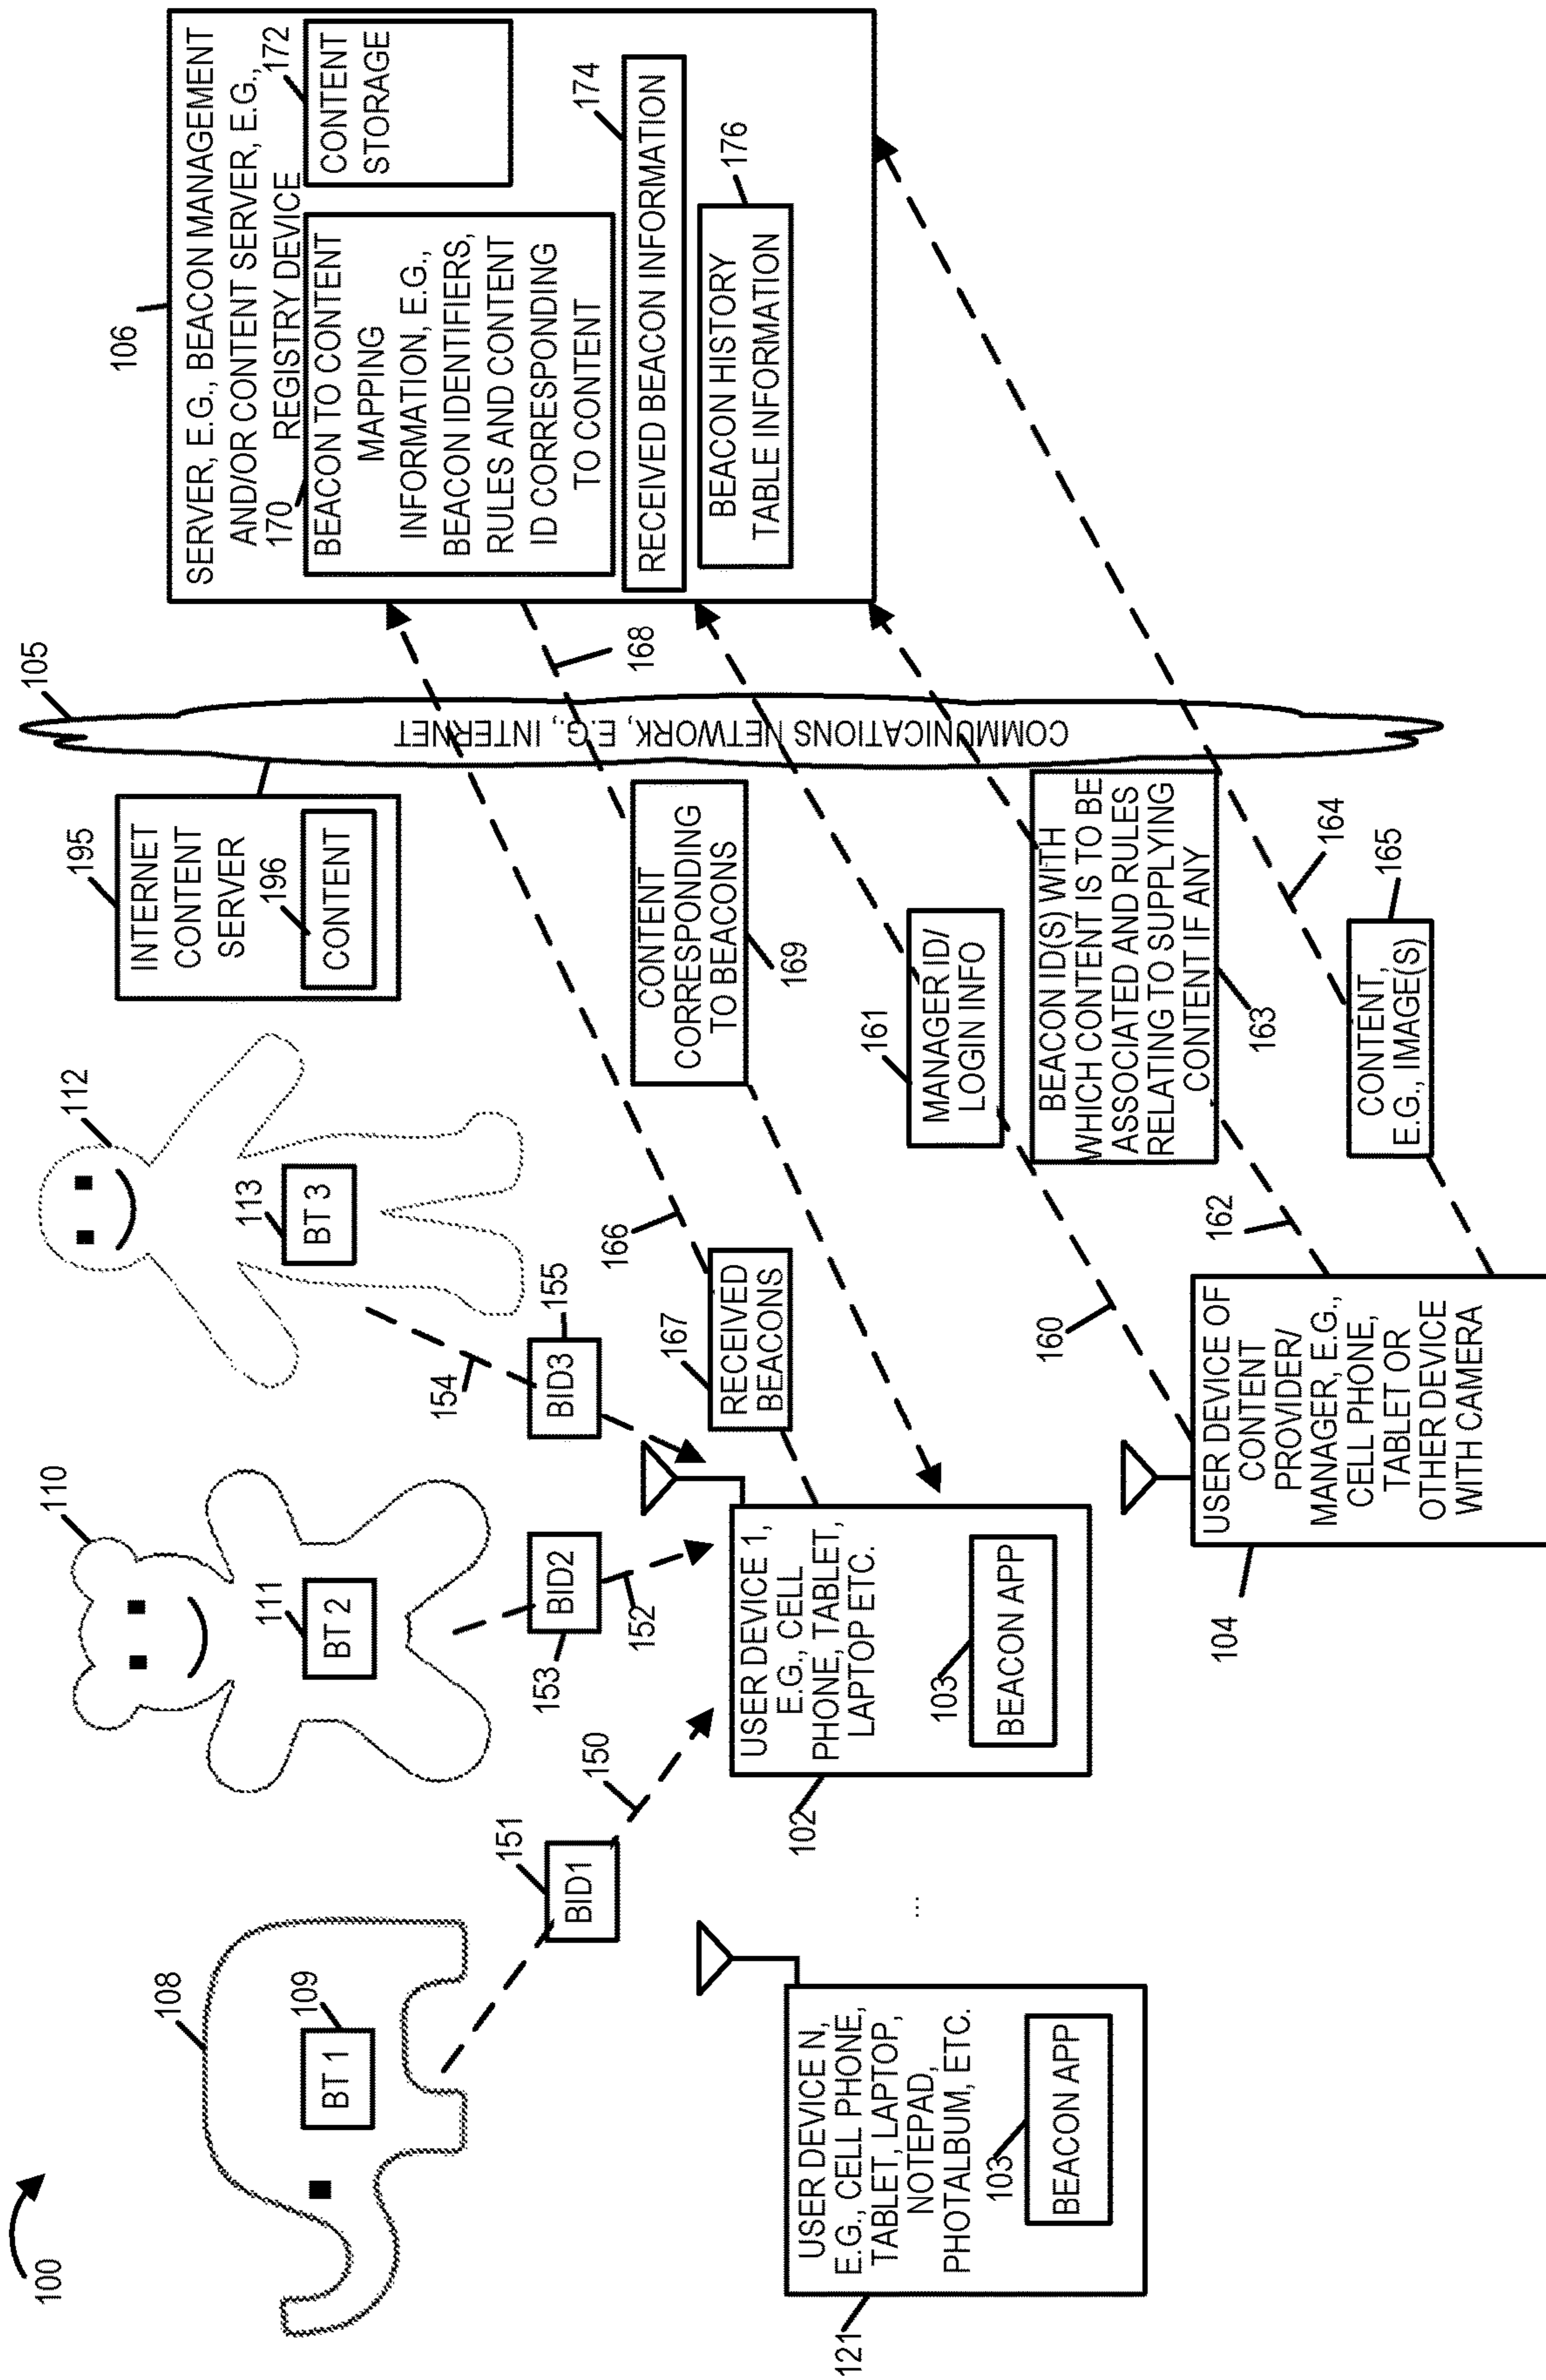 100
108
BT 1
109
110
BT 2
111
112
BT 3
113
INTERNET
CONTENT
SERVER
195
196
CONTENT
105
COMMUNICATIONS NETWORK, E.G., INTERNET
106
SERVER, E.G., BEACON MANAGEMENT
AND/OR CONTENT SERVER, E.G.,
REGISTRY DEVICE
170
BEACON TO CONTENT
MAPPING
INFORMATION, E.G.,
BEACON IDENTIFIERS,
RULES AND CONTENT
ID CORRESPONDING
TO CONTENT
172
CONTENT
STORAGE
174
RECEIVED BEACON INFORMATION
176
BEACON HISTORY
TABLE INFORMATION
151
BID1
150
153
BID2
152
154
BID3
155
166
167
RECEIVED
BEACONS
168
CONTENT
CORRESPONDING
TO BEACONS
169
161
MANAGER ID/
LOGIN INFO
160
BEACON ID(S) WITH
WHICH CONTENT IS TO BE
ASSOCIATED AND RULES
RELATING TO SUPPLYING
CONTENT IF ANY
163
162
164
CONTENT,
E.G., IMAGE(S)
165
121
USER DEVICE N,
E.G., CELL PHONE,
TABLET, LAPTOP,
NOTEPAD,
PHOTALBUM, ETC.
103
BEACON APP
...
102
USER DEVICE 1,
E.G., CELL
PHONE, TABLET,
LAPTOP ETC.
103
BEACON APP
104
USER DEVICE OF
CONTENT
PROVIDER/
MANAGER, E.G.,
CELL PHONE,
TABLET OR
OTHER DEVICE
WITH CAMERA